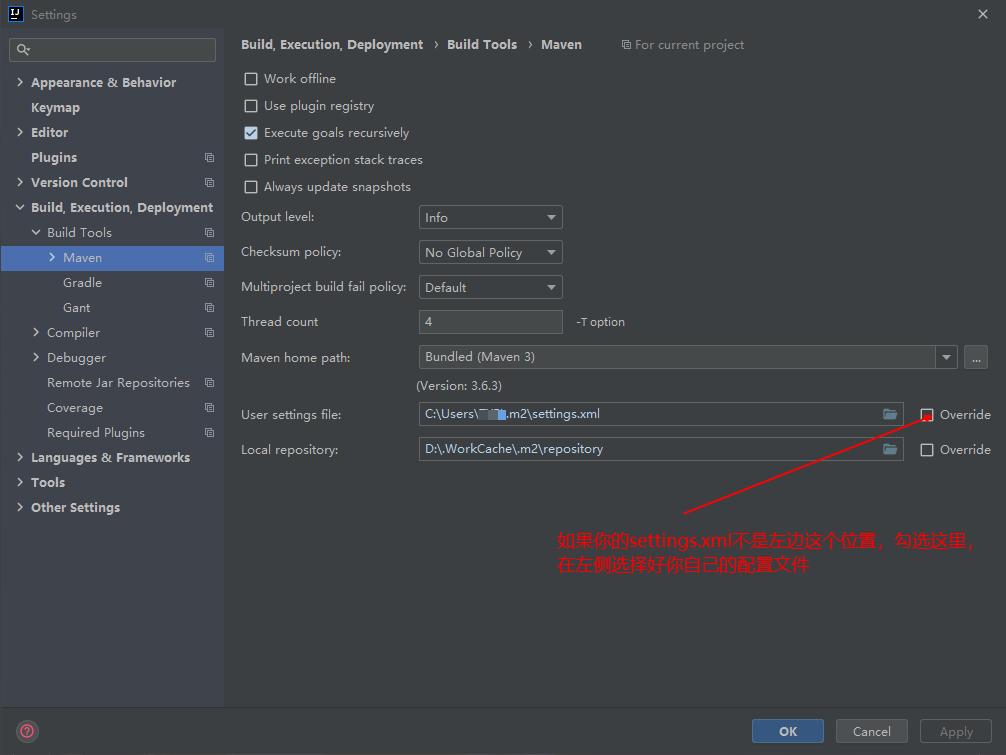 Settings
Build, Execution, Deployment › Build Tools › Maven For current project
Appearance & Behavior
Keymap
Editor
Plugins
Version Control
Build, Execution, Deployment
Build Tools
Maven
Gradle
Gant
Compiler
Debugger
Remote Jar Repositories
Coverage
Required Plugins
Languages & Frameworks
Tools
Other Settings
Work offline
Use plugin registry
Execute goals recursively
Print exception stack traces
Always update snapshots
Output level: Info
Checksum policy: No Global Policy
Multiproject build fail policy: Default
Thread count 4 -T option
Maven home path: Bundled (Maven 3) ...
(Version: 3.6.3)
User settings file: C:\Users\ .m2\settings.xml Override
Local repository: D:\.WorkCache\.m2\repository Override
如果你的settings.xml不是左边这个位置，勾选这里，
在左侧选择好你自己的配置文件
? OK Cancel Apply